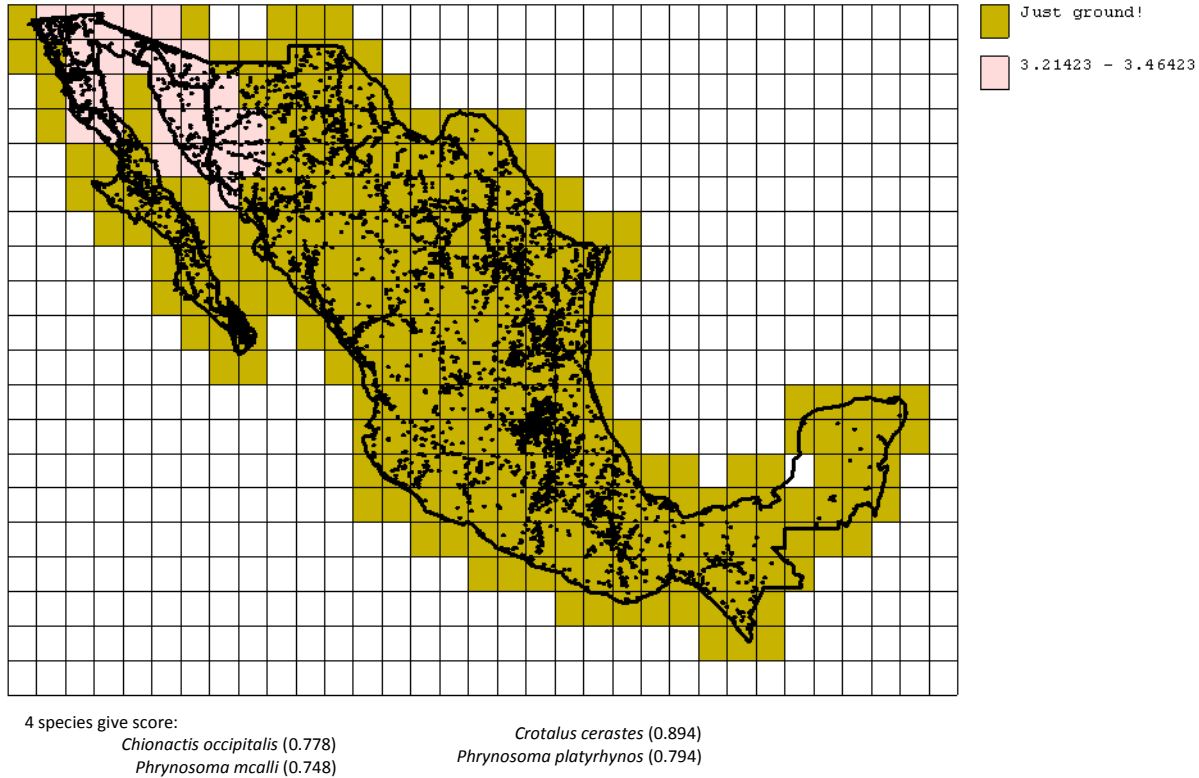 Just ground!
3.21423 - 3.46423
4 species give score:
Chionactis occipitalis (0.778)
Phrynosoma mcalli (0.748)
Crotalus cerastes (0.894)
Phrynosoma platyrhynos (0.794)